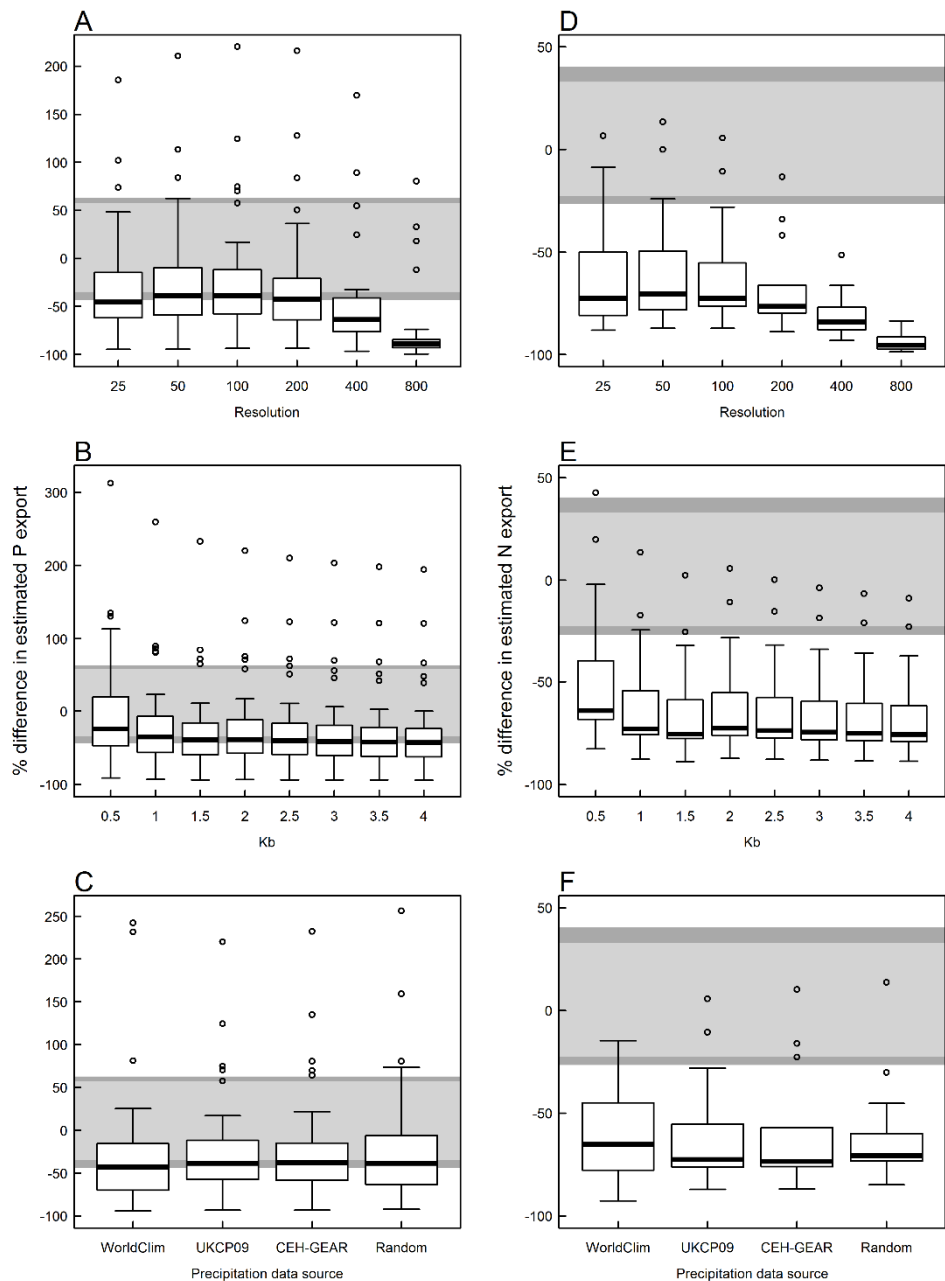 A
200
150
100
50
0
-50
-100
25 50 100 200 400 800
Resolution
D
50
0
-50
-100
25 50 100 200 400 800
Resolution
B
% difference in estimated P export
300
200
100
0
-100
0.5 1 1.5 2 2.5 3 3.5 4
Kb
E
% difference in estimated N export
50
0
-50
-100
0.5 1 1.5 2 2.5 3 3.5 4
Kb
C
250
200
150
100
50
0
-50
-100
WorldClim UKCP09 CEH-GEAR Random
Precipitation data source
F
50
0
-50
-100
WorldClim UKCP09 CEH-GEAR Random
Precipitation data source